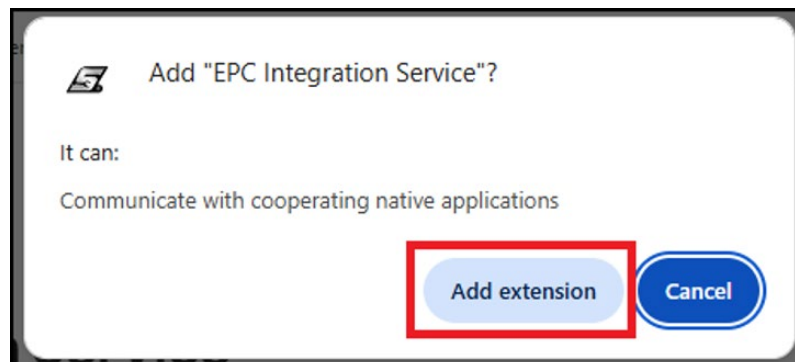 Add "EPC Integration Service"?
It can:
Communicate with cooperating native applications
Add extension
Cancel